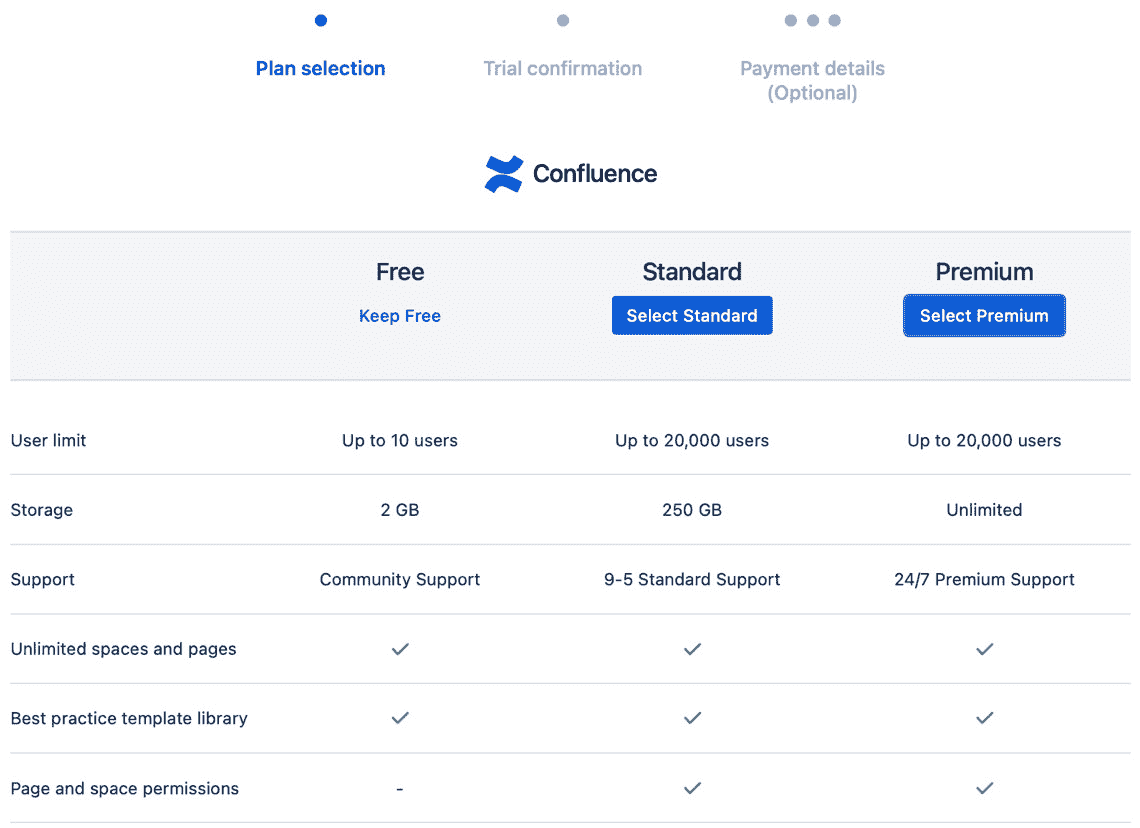 Plan selection
Trial confirmation
Payment details
(Optional)
Confluence
Free
Standard
Premium
Keep Free
Select Standard
Select Premium
User limit
Up to 10 users
Up to 20,000 users
Up to 20,000 users
Storage
2 GB
250 GB
Unlimited
Support
Community Support
9-5 Standard Support
24/7 Premium Support
Unlimited spaces and pages
Best practice template library
Page and space permissions
-